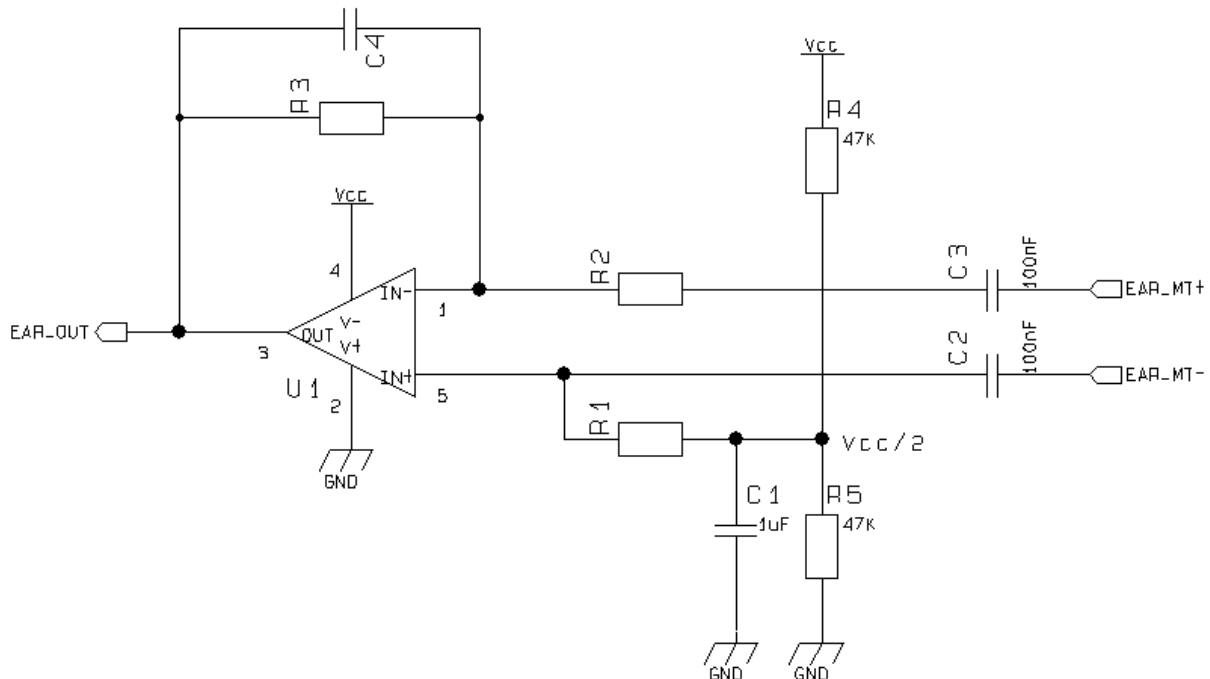 C4
R3
Vcc
R4
47K
Vcc
4
IN-
1
R2
C3
100nF
EAR_MT+
EAR_OUT
3
OUT
V-
V+
IN+
5
U1
2
GND
C2
100nF
EAR_MT-
R1
Vcc/2
C1
1uF
R5
47K
GND
GND